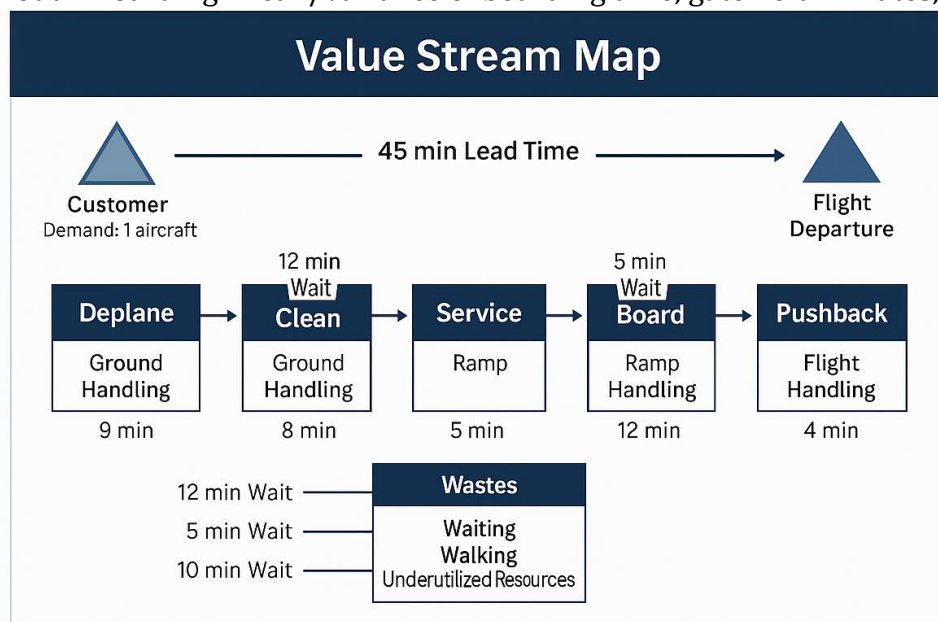 Value Stream Map
45 min Lead Time
Customer
Demand: 1 aircraft
Flight
Departure
12 min
Wait
5 min
Wait
Deplane
Clean
Service
Board
Pushback
Ground
Handling
Ground
Handling
Ramp
Ramp
Handling
Flight
Handling
9 min
8 min
5 min
12 min
4 min
Wastes
12 min Wait
5 min Wait
10 min Wait
Waiting
Walking
Underutilized Resources